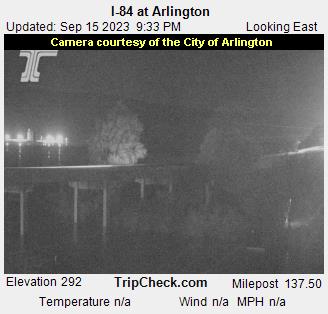 I-84 at Arlington
Updated: Sep 15 2023 9:33 PM Looking East
Camera courtesy of the City of Arlington
Elevation 292 TripCheck.com Milepost 137.50
Temperature n/a Wind n/a MPH n/a